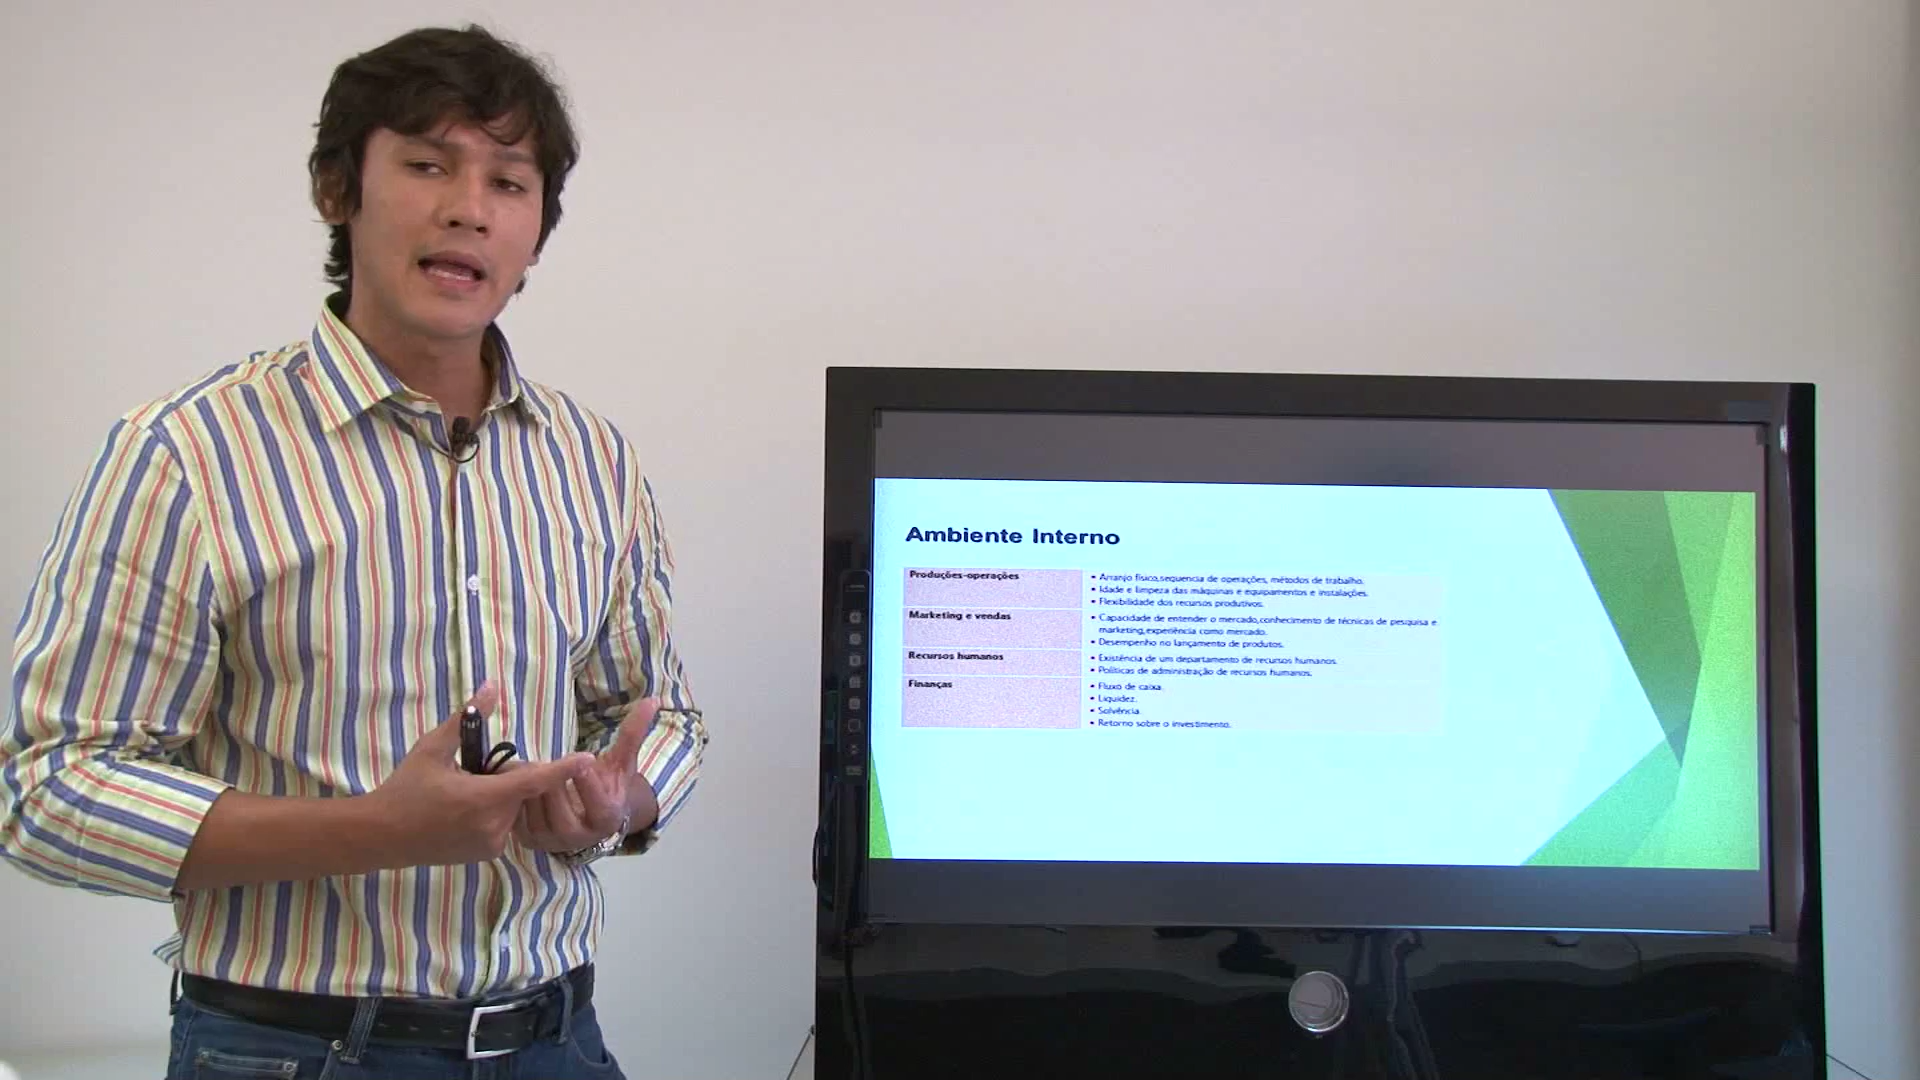 Ambiente Interno
Produções-operações
• Arranjo físico,sequencia de operações, métodos de trabalho.
• Idade e limpeza das máquinas e equipamentos e instalações.
• Flexibilidade dos recursos produtivos.
Marketing e vendas
• Capacidade de entender o mercado,conhecimento de técnicas de pesquisa e
marketing,experiência como mercado.
• Desempenho no lançamento de produtos.
Recursos humanos
• Existência de um departamento de recursos humanos.
• Políticas de administração de recursos humanos.
Finanças
• Fluxo de caixa.
• Liquidez.
• Solvência.
• Retorno sobre o investimento.